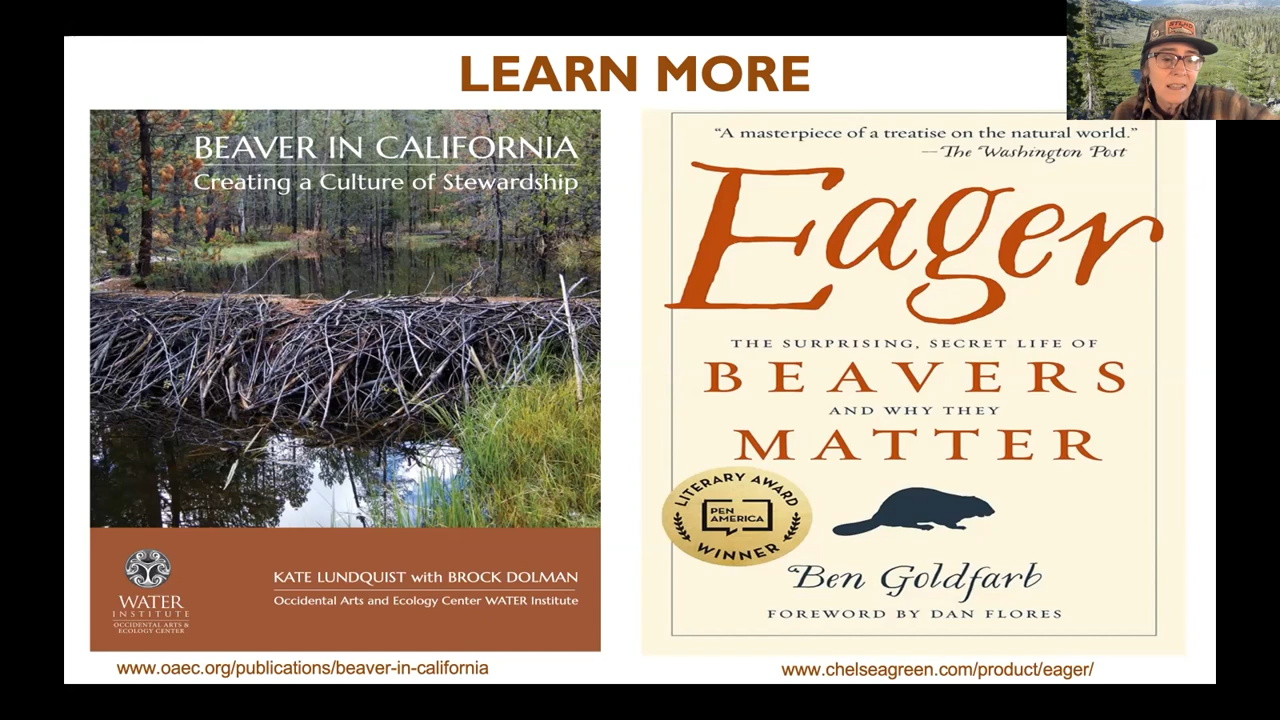 LEARN MORE
BEAVER IN CALIFORNIA
Creating a Culture of Stewardship
KATE LUNDQUIST with BROCK DOLMAN
Occidental Arts and Ecology Center WATER Institute
WATER
INSTITUTE
OCCIDENTAL ARTS &
ECOLOGY CENTER
www.oaec.org/publications/beaver-in-california
“A masterpiece of a treatise on the natural world.”
—The Washington Post
Eager
THE SURPRISING, SECRET LIFE OF
BEAVERS
AND WHY THEY
MATTER
LITERARY AWARD
PEN
AMERICA
WINNER
Ben Goldfarb
FOREWORD BY DAN FLORES
www.chelseagreen.com/product/eager/